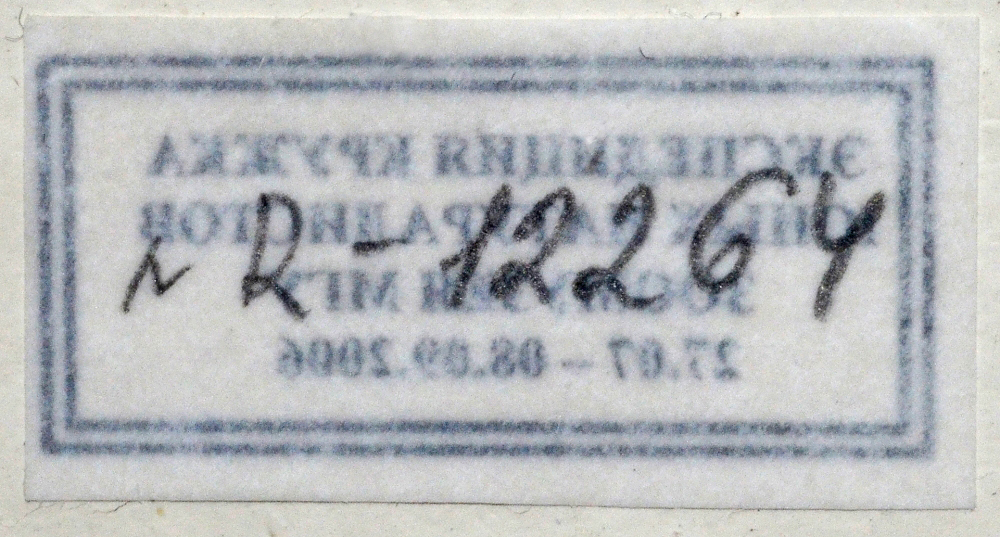 ЭКСПЕДИЦИЯ КРУЖКА
ЮНЫХ НАТУРАЛИСТОВ
R-12264
ЗООМУЗЕЯ МГУ
27.07 – 08.09.2006